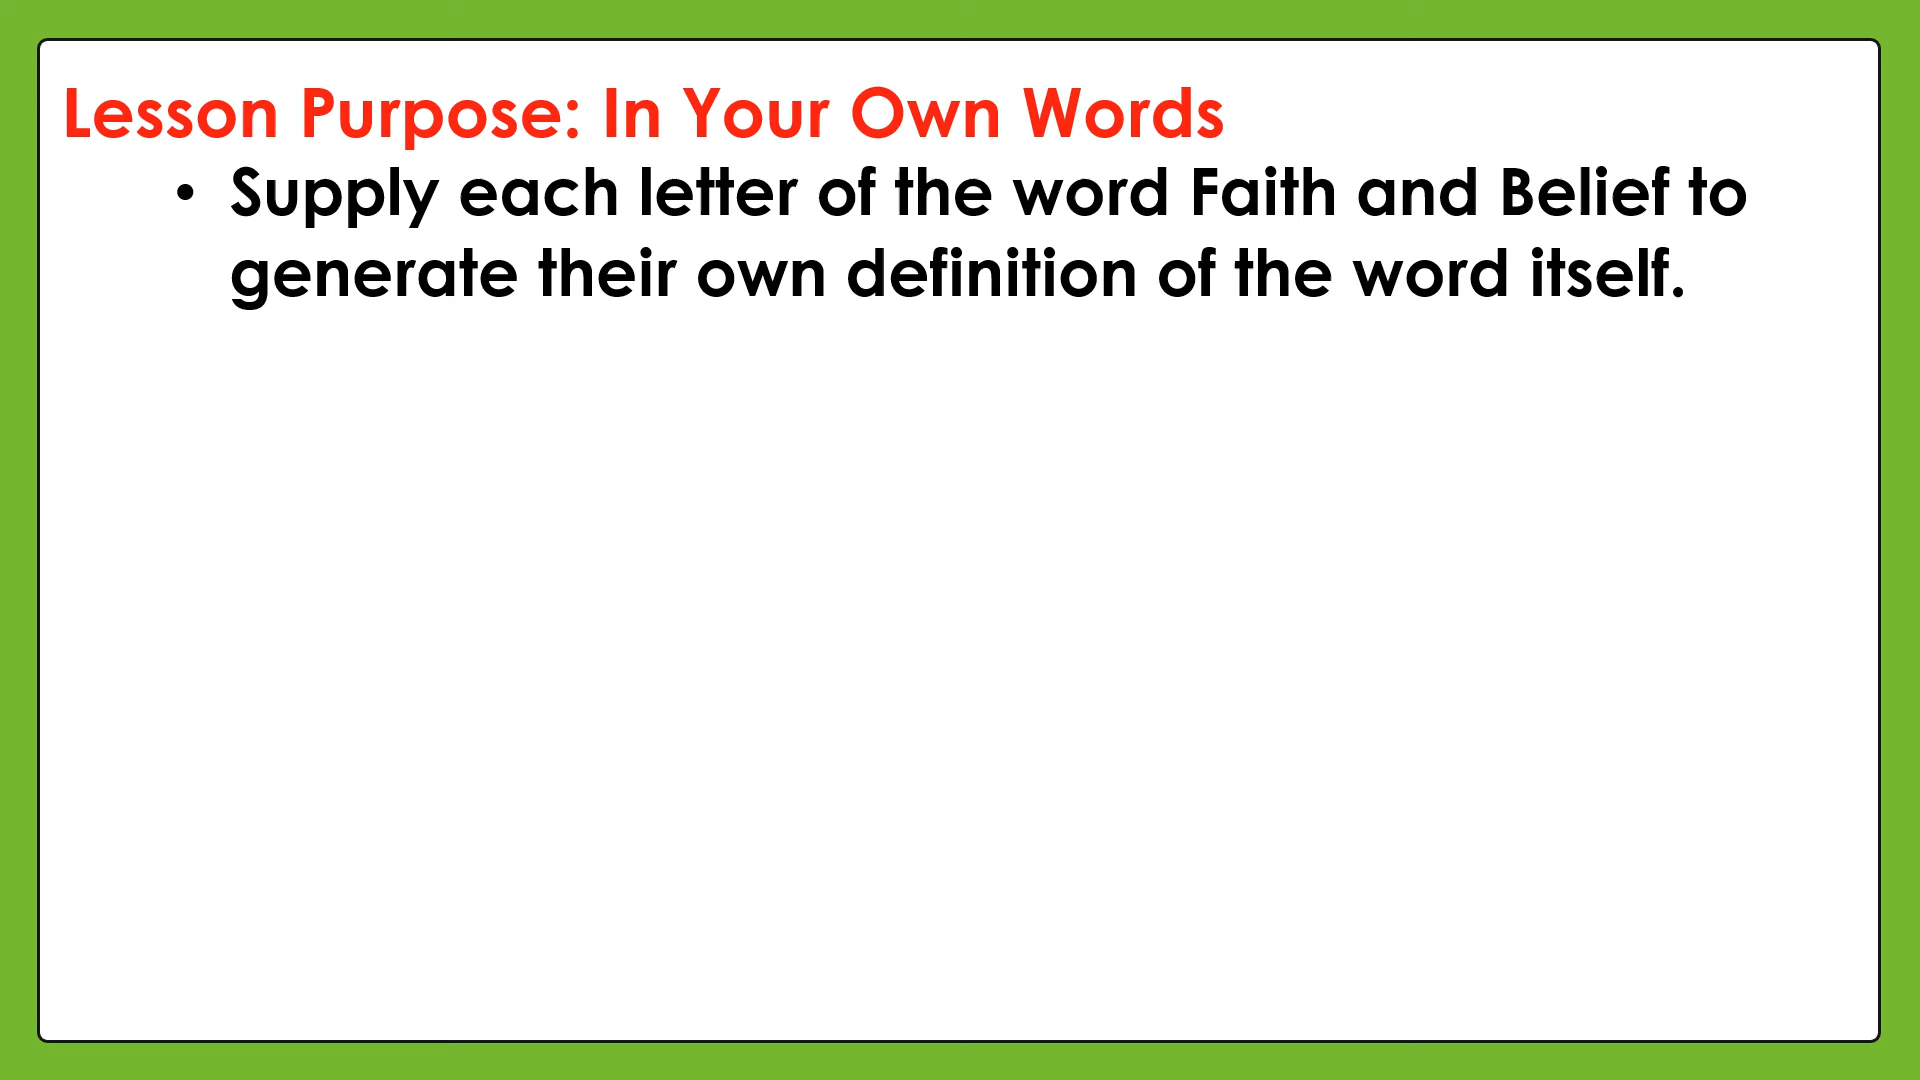 Lesson Purpose: In Your Own Words
• Supply each letter of the word Faith and Belief to
generate their own definition of the word itself.